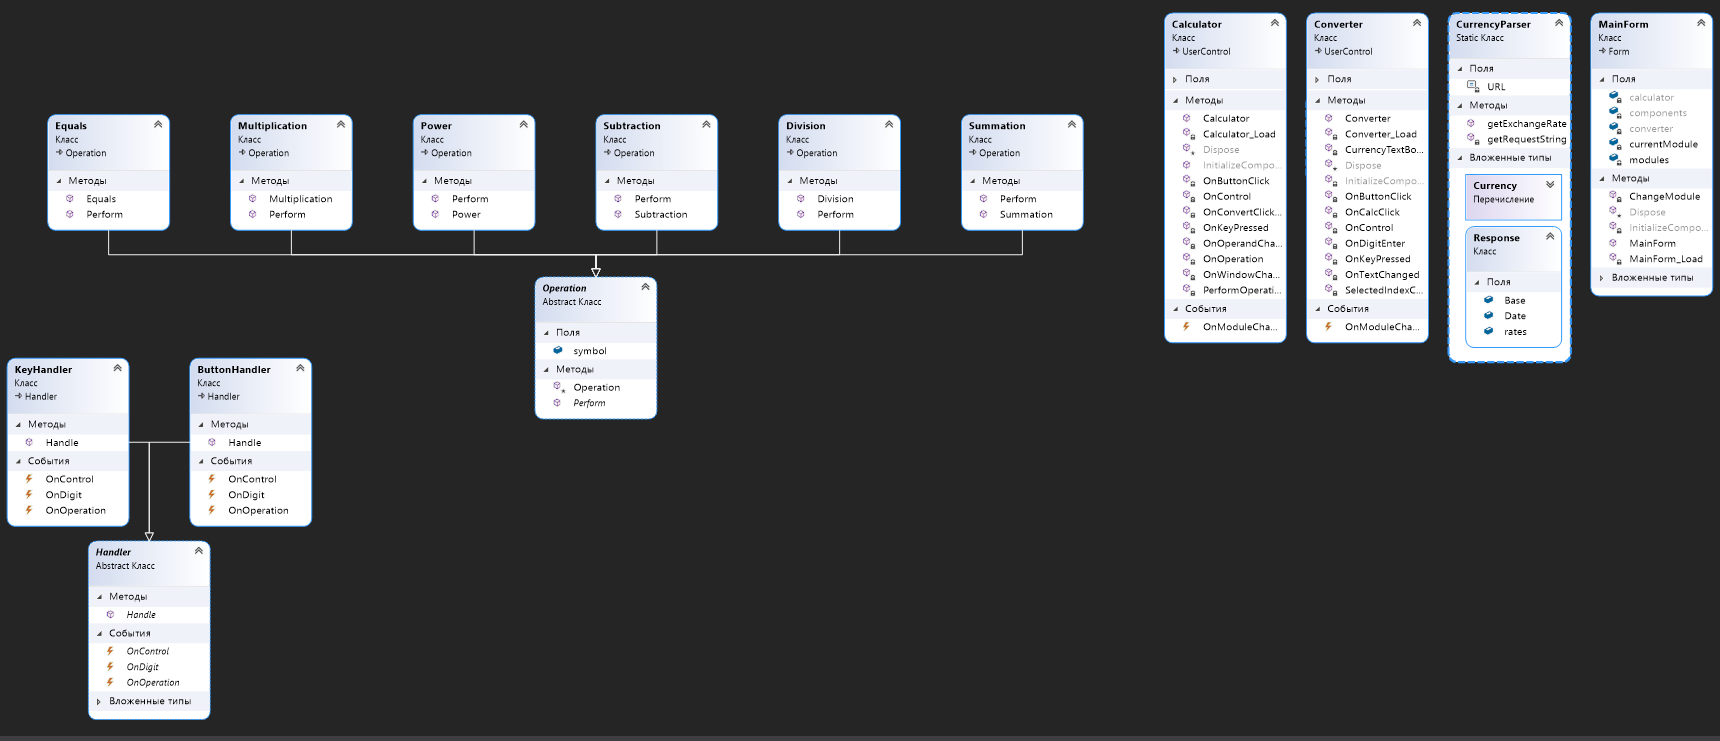 Equals
Класс
Operation
Методы
Equals
Perform
Multiplication
Класс
Operation
Методы
Multiplication
Perform
Power
Класс
Operation
Методы
Perform
Power
Subtraction
Класс
Operation
Методы
Perform
Subtraction
Division
Класс
Operation
Методы
Division
Perform
Summation
Класс
Operation
Методы
Perform
Summation
Operation
Abstract Класс
Поля
symbol
Методы
Operation
Perform
KeyHandler
Класс
Handler
Методы
Handle
События
OnControl
OnDigit
OnOperation
ButtonHandler
Класс
Handler
Методы
Handle
События
OnControl
OnDigit
OnOperation
Handler
Abstract Класс
Методы
Handle
События
OnControl
OnDigit
OnOperation
Вложенные типы
Calculator
Класс
UserControl
Поля
Методы
Calculator
Calculator_Load
Dispose
InitializeCompo...
OnButtonClick
OnControl
OnConvertClick...
OnKeyPressed
OnOperandCha...
OnOperation
OnWindowCha...
PerformOperati...
События
OnModuleCha...
Converter
Класс
UserControl
Поля
Методы
Converter
Converter_Load
CurrencyTextBo...
Dispose
InitializeCompo...
OnButtonClick
OnCalcClick
OnControl
OnDigitEnter
OnKeyPressed
OnTextChanged
SelectedIndexC...
События
OnModuleCha...
CurrencyParser
Static Класс
Поля
URL
Методы
getExchangeRate
getRequestString
Вложенные типы
Currency
Перечисление
Response
Класс
Поля
Base
Date
rates
MainForm
Класс
Form
Поля
calculator
components
converter
currentModule
modules
Методы
ChangeModule
Dispose
InitializeCompo...
MainForm
MainForm_Load
Вложенные типы